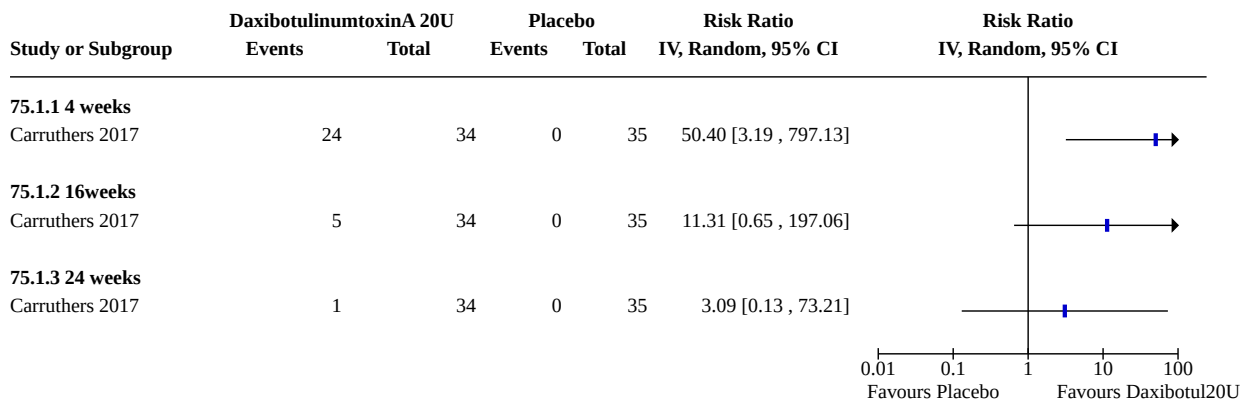 DaxibotulinumtoxinA 20U Placebo Risk Ratio Risk Ratio
Study or Subgroup Events Total Events Total IV, Random, 95% CI IV, Random, 95% CI
75.1.1 4 weeks
Carruthers 2017 24 34 0 35 50.40 [3.19 , 797.13]
75.1.2 16weeks
Carruthers 2017 5 34 0 35 11.31 [0.65 , 197.06]
75.1.3 24 weeks
Carruthers 2017 1 34 0 35 3.09 [0.13 , 73.21]
0.01 0.1 1 10 100
Favours Placebo Favours Daxibotul20U